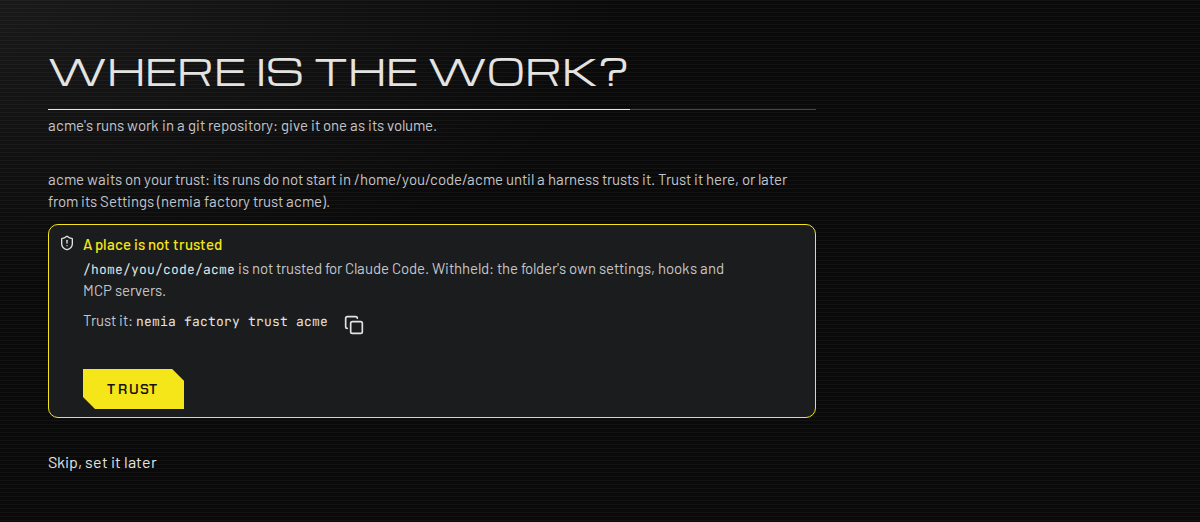 WHERE IS THE WORK?
acme's runs work in a git repository: give it one as its volume.
acme waits on your trust: its runs do not start in /home/you/code/acme until a harness trusts it. Trust it here, or later
from its Settings (nemia factory trust acme).
A place is not trusted
/home/you/code/acme is not trusted for Claude Code. Withheld: the folder's own settings, hooks and
MCP servers.
Trust it: nemia factory trust acme
TRUST
Skip, set it later